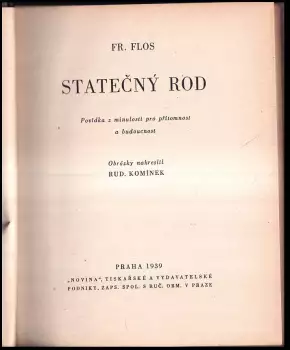 FR. FLOS
STATEČNÝ ROD
Povídka z minulosti pro přítomnost
a budoucnost
Obrázky nakreslil
RUD. KOMÍNEK
PRAHA 1939
„NOVINA“, TISKAŘSKÉ A VYDAVATELSKÉ
PODNIKY, ZAPS. SPOL. S RUČ. OBM. V PRAZE